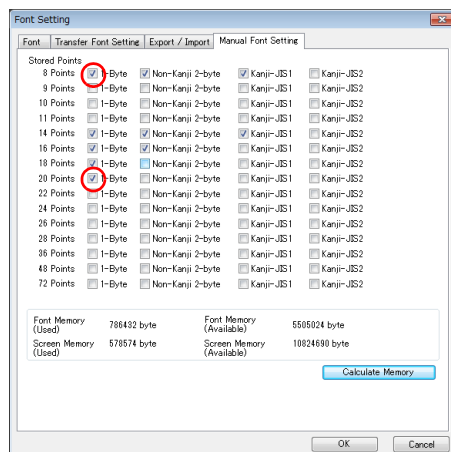 Font Setting
Font Transfer Font Setting Export / Import Manual Font Setting
Stored Points
8 Points 1-Byte Non-Kanji 2-byte Kanji-JIS1 Kanji-JIS2
9 Points 1-Byte Non-Kanji 2-byte Kanji-JIS1 Kanji-JIS2
10 Points 1-Byte Non-Kanji 2-byte Kanji-JIS1 Kanji-JIS2
11 Points 1-Byte Non-Kanji 2-byte Kanji-JIS1 Kanji-JIS2
14 Points 1-Byte Non-Kanji 2-byte Kanji-JIS1 Kanji-JIS2
16 Points 1-Byte Non-Kanji 2-byte Kanji-JIS1 Kanji-JIS2
18 Points 1-Byte Non-Kanji 2-byte Kanji-JIS1 Kanji-JIS2
20 Points 1-Byte Non-Kanji 2-byte Kanji-JIS1 Kanji-JIS2
22 Points 1-Byte Non-Kanji 2-byte Kanji-JIS1 Kanji-JIS2
24 Points 1-Byte Non-Kanji 2-byte Kanji-JIS1 Kanji-JIS2
26 Points 1-Byte Non-Kanji 2-byte Kanji-JIS1 Kanji-JIS2
28 Points 1-Byte Non-Kanji 2-byte Kanji-JIS1 Kanji-JIS2
36 Points 1-Byte Non-Kanji 2-byte Kanji-JIS1 Kanji-JIS2
48 Points 1-Byte Non-Kanji 2-byte Kanji-JIS1 Kanji-JIS2
72 Points 1-Byte Non-Kanji 2-byte Kanji-JIS1 Kanji-JIS2
Font Memory (Used) 786432 byte Font Memory (Available) 5505024 byte
Screen Memory (Used) 578574 byte Screen Memory (Available) 10824690 byte
Calculate Memory
OK Cancel